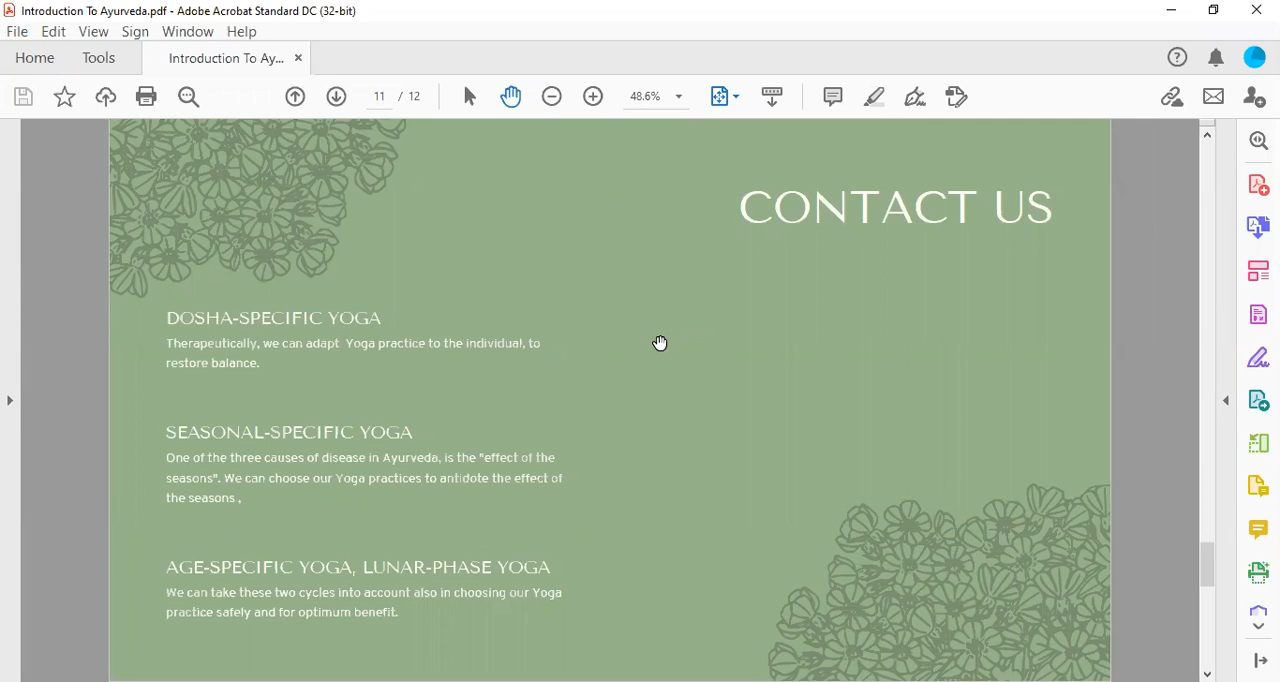 Introduction To Ayurveda.pdf - Adobe Acrobat Standard DC (32-bit)
File Edit View Sign Window Help
Home Tools Introduction To Ay... ×
11 / 12 48.6%
CONTACT US
DOSHA-SPECIFIC YOGA
Therapeutically, we can adapt Yoga practice to the individual, to
restore balance.
SEASONAL-SPECIFIC YOGA
One of the three causes of disease in Ayurveda, is the "effect of the
seasons". We can choose our Yoga practices to antidote the effect of
the seasons ,
AGE-SPECIFIC YOGA, LUNAR-PHASE YOGA
We can take these two cycles into account also in choosing our Yoga
practice safely and for optimum benefit.